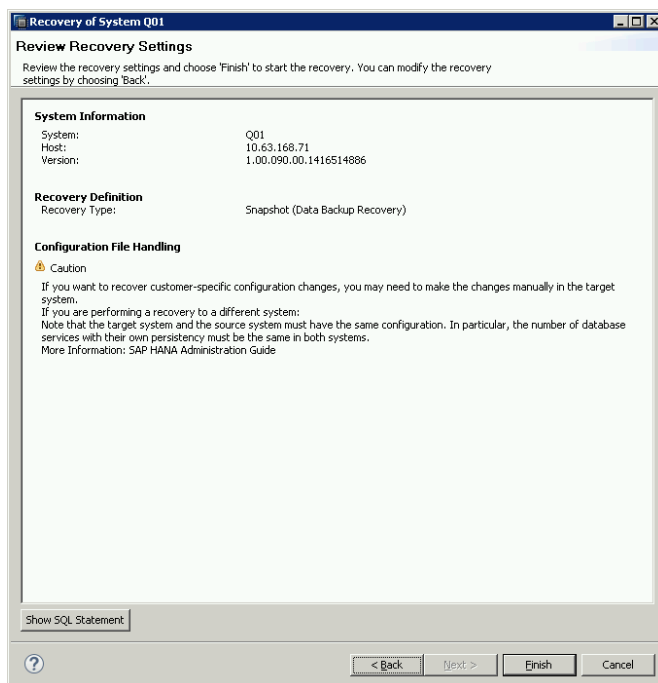 Recovery of System Q01
Review Recovery Settings
Review the recovery settings and choose 'Finish' to start the recovery. You can modify the recovery
settings by choosing 'Back'.
System Information
System: Q01
Host: 10.63.168.71
Version: 1.00.090.00.1416514886
Recovery Definition
Recovery Type: Snapshot (Data Backup Recovery)
Configuration File Handling
Caution
If you want to recover customer-specific configuration changes, you may need to make the changes manually in the target
system.
If you are performing a recovery to a different system:
Note that the target system and the source system must have the same configuration. In particular, the number of database
services with their own persistency must be the same in both systems.
More Information: SAP HANA Administration Guide
Show SQL Statement
?
< Back Next > Finish Cancel